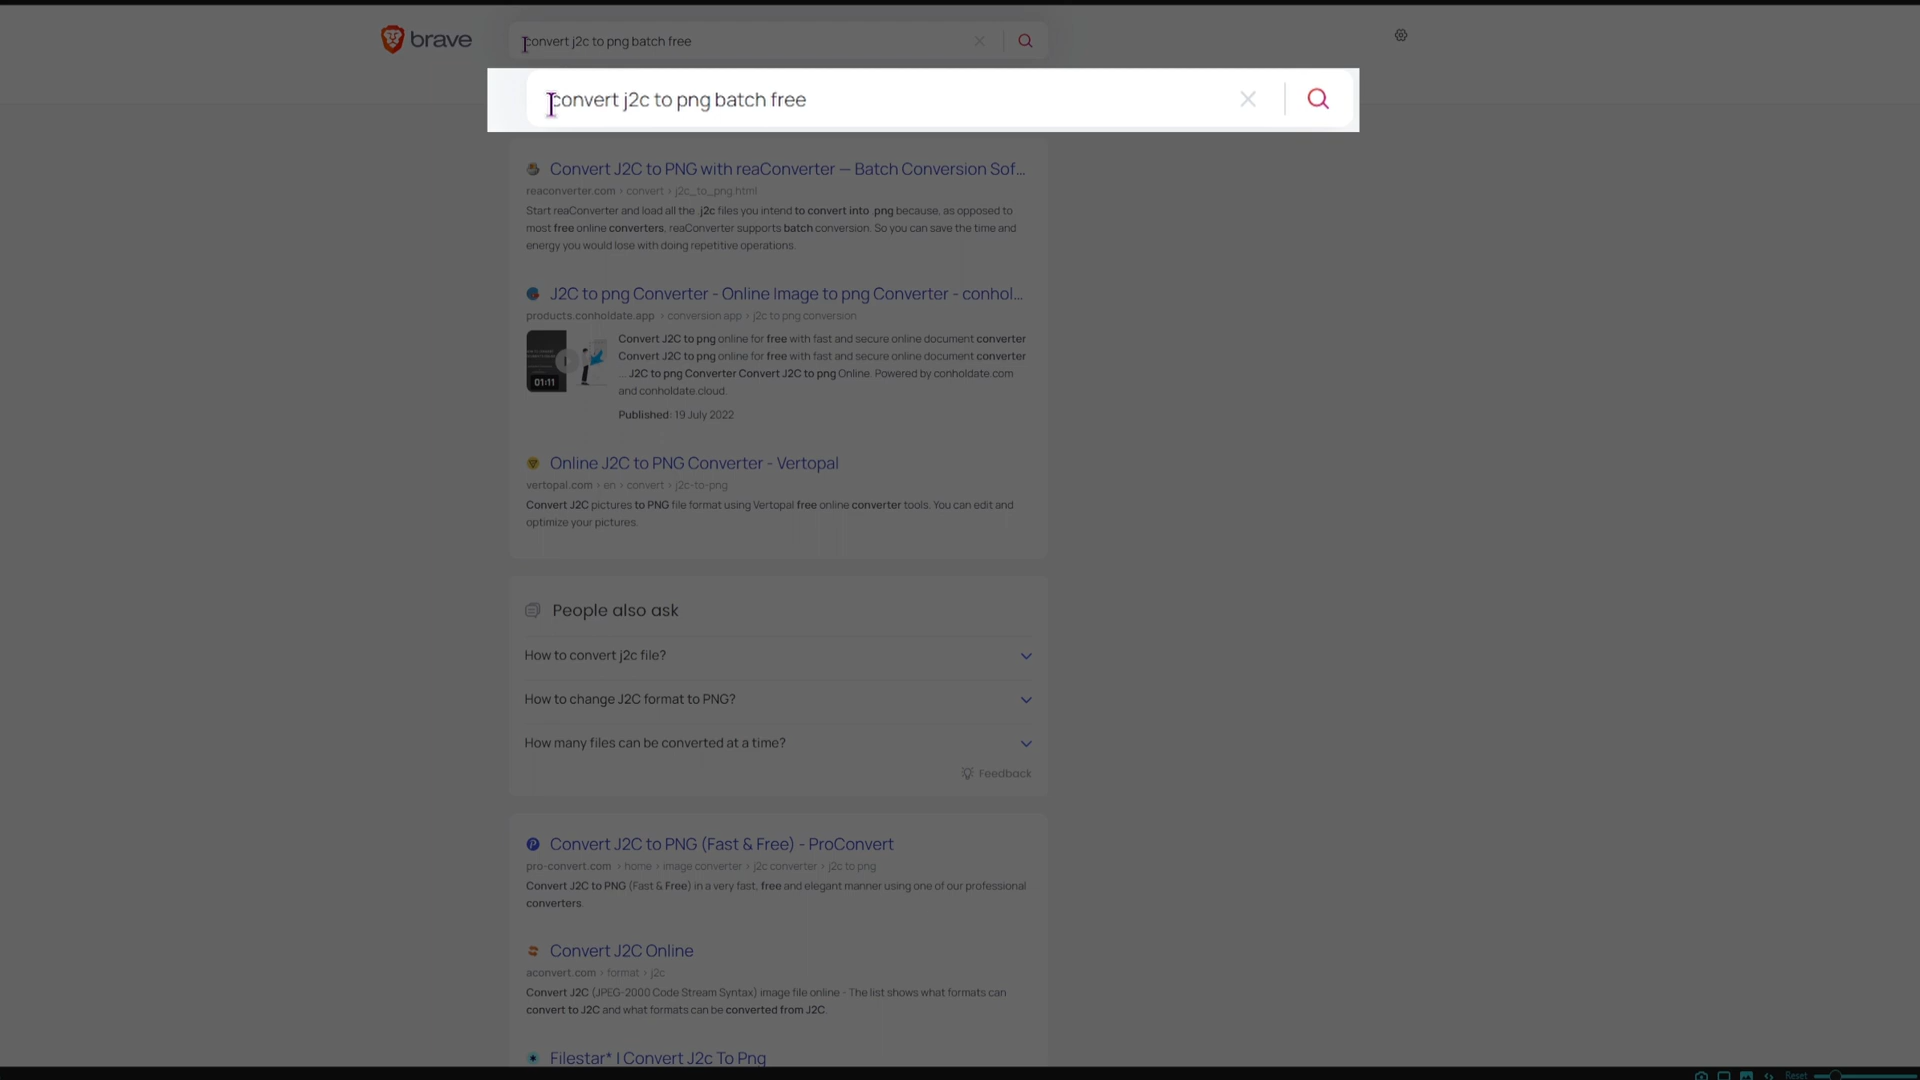 brave
convert j2c to png batch free
convert j2c to png batch free
Convert J2C to PNG with reaConverter — Batch Conversion Sof...
reaconverter.com › convert › j2c_to_png.html
Start reaConverter and load all the .j2c files you intend to convert into .png because, as opposed to
most free online converters, reaConverter supports batch conversion. So you can save the time and
energy you would lose with doing repetitive operations.
J2C to png Converter - Online Image to png Converter - conhol...
products.conholdate.app › conversion app › j2c to png conversion
Convert J2C to png online for free with fast and secure online document converter
Convert J2C to png online for free with fast and secure online document converter
... J2C to png Converter Convert J2C to png Online. Powered by conholdate.com
and conholdate.cloud.
01:11
Published: 19 July 2022
Online J2C to PNG Converter - Vertopal
vertopal.com › en › convert › j2c-to-png
Convert J2C pictures to PNG file format using Vertopal free online converter tools. You can edit and
optimize your pictures.
People also ask
How to convert j2c file?
How to change J2C format to PNG?
How many files can be converted at a time?
Feedback
Convert J2C to PNG (Fast & Free) - ProConvert
pro-convert.com › home › image converter › j2c converter › j2c to png
Convert J2C to PNG (Fast & Free) in a very fast, free and elegant manner using one of our professional
converters.
Convert J2C Online
aconvert.com › format › j2c
Convert J2C (JPEG-2000 Code Stream Syntax) image file online - The list shows what formats can
convert to J2C and what formats can be converted from J2C.
Filestar* | Convert J2c To Png
Reset